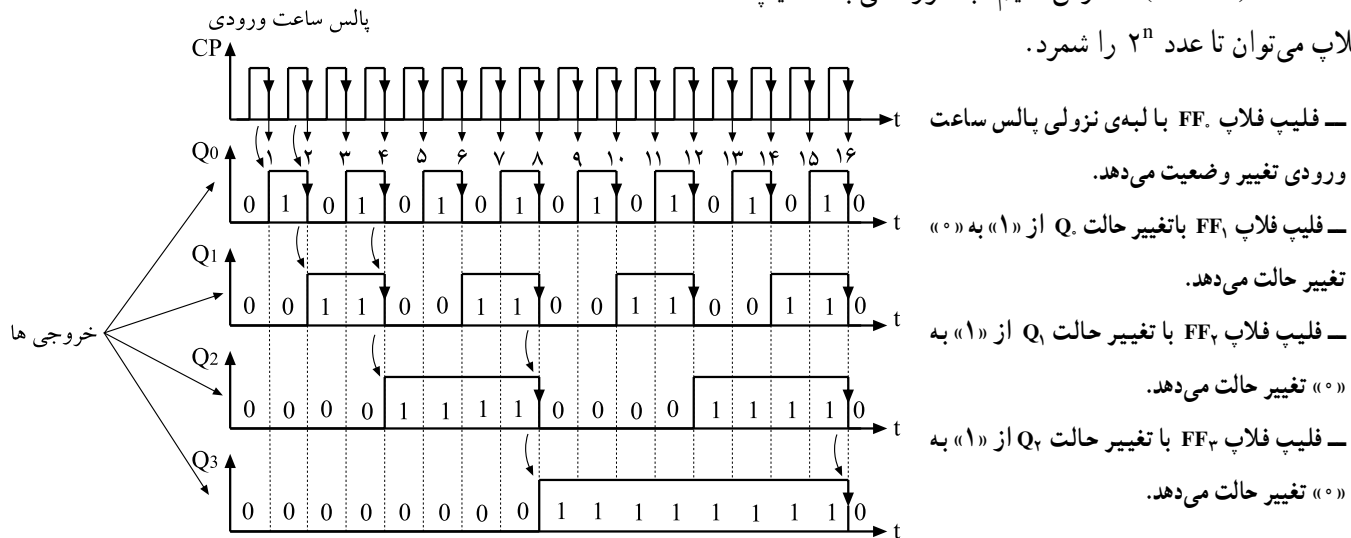 لاپ می‌توان تا عدد ۲ⁿ را شمرد.
ـــ فلیپ فلاپ FF۰ با لبه‌ی نزولی پالس ساعت
ورودی تغییر وضعیت می‌دهد.
ـــ فلیپ فلاپ FF۱ باتغییر حالت Q۰ از «۱» به «۰»
تغییر حالت می‌دهد.
ـــ فلیپ فلاپ FF۲ با تغییر حالت Q۱ از «۱» به
«۰» تغییر حالت می‌دهد.
ـــ فلیپ فلاپ FF۳ با تغییر حالت Q۲ از «۱» به
«۰» تغییر حالت می‌دهد.
پالس ساعت ورودی
CP
t
۱ ۲ ۳ ۴ ۵ ۶ ۷ ۸ ۹ ۱۰ ۱۱ ۱۲ ۱۳ ۱۴ ۱۵ ۱۶
Q0
0 1 0 1 0 1 0 1 0 1 0 1 0 1 0 1 0
t
Q1
0 0 1 1 0 0 1 1 0 0 1 1 0 0 1 1 0
t
خروجی ها
Q2
0 0 0 0 1 1 1 1 0 0 0 0 1 1 1 1 0
t
Q3
0 0 0 0 0 0 0 0 1 1 1 1 1 1 1 1 0
t